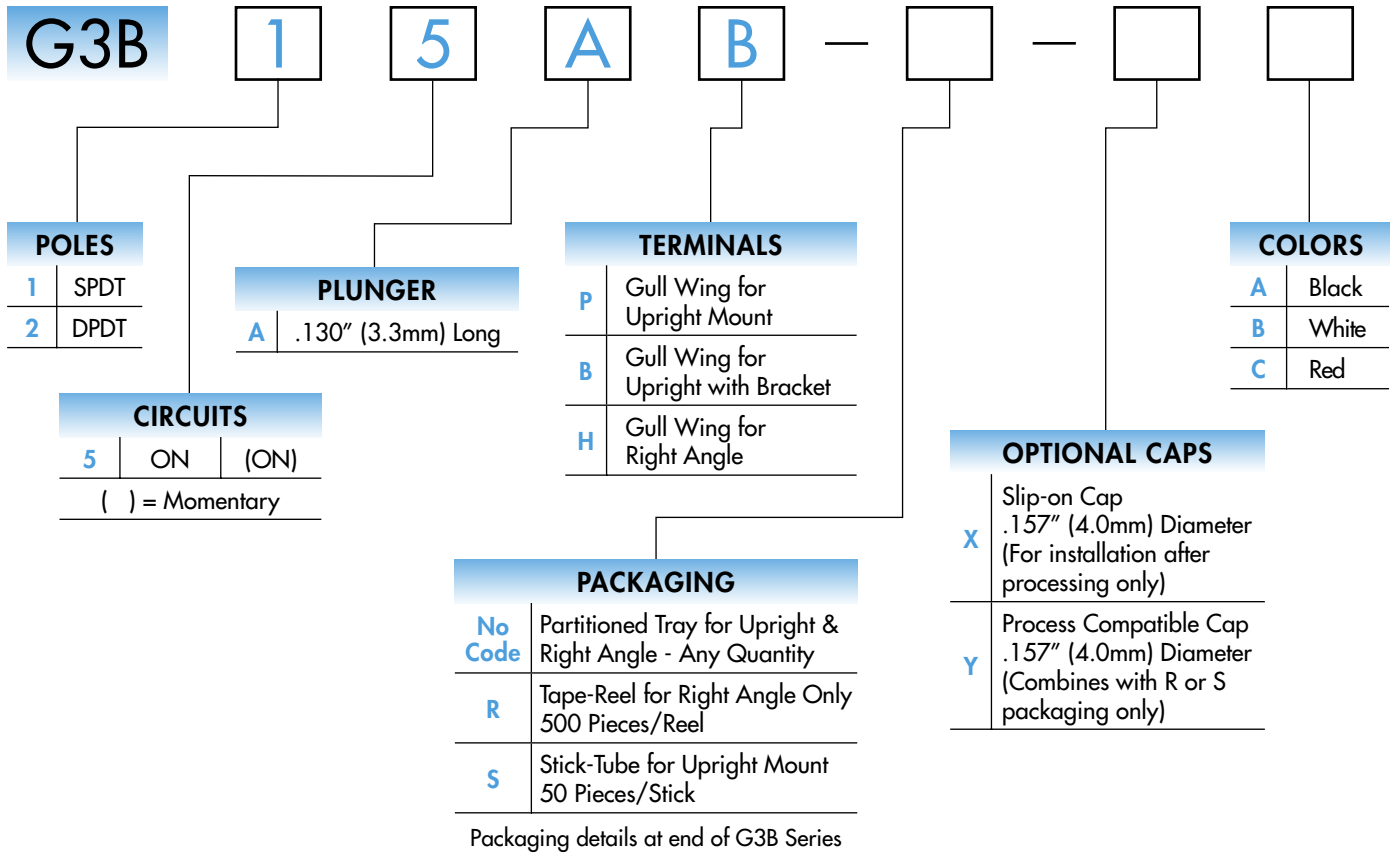 G3B 1 5 A B — —
POLES
1 SPDT
2 DPDT
PLUNGER
A .130” (3.3mm) Long
TERMINALS
P Gull Wing for
Upright Mount
B Gull Wing for
Upright with Bracket
H Gull Wing for
Right Angle
COLORS
A Black
B White
C Red
CIRCUITS
5 ON (ON)
( ) = Momentary
PACKAGING
No Partitioned Tray for Upright &
Code Right Angle - Any Quantity
R Tape-Reel for Right Angle Only
500 Pieces/Reel
S Stick-Tube for Upright Mount
50 Pieces/Stick
Packaging details at end of G3B Series
OPTIONAL CAPS
X Slip-on Cap
.157” (4.0mm) Diameter
(For installation after
processing only)
Y Process Compatible Cap
.157” (4.0mm) Diameter
(Combines with R or S
packaging only)